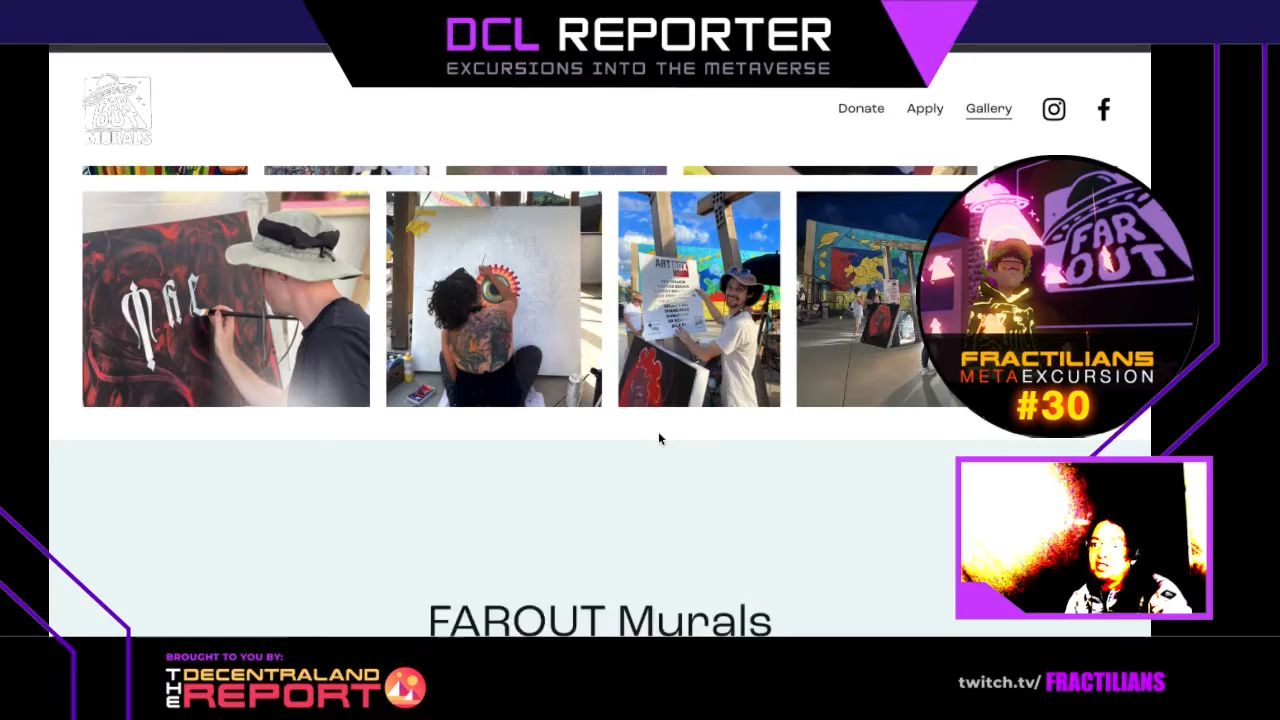 DCL REPORTER
EXCURSIONS INTO THE METAVERSE
FAR
OUT
MURALS
Donate
Apply
Gallery
ART
FAR
OUT
FRACTILIANS
METAEXCURSION
#30
FAROUT Murals
BROUGHT TO YOU BY:
THE DECENTRALAND
REPORT
twitch.tv/ FRACTILIANS